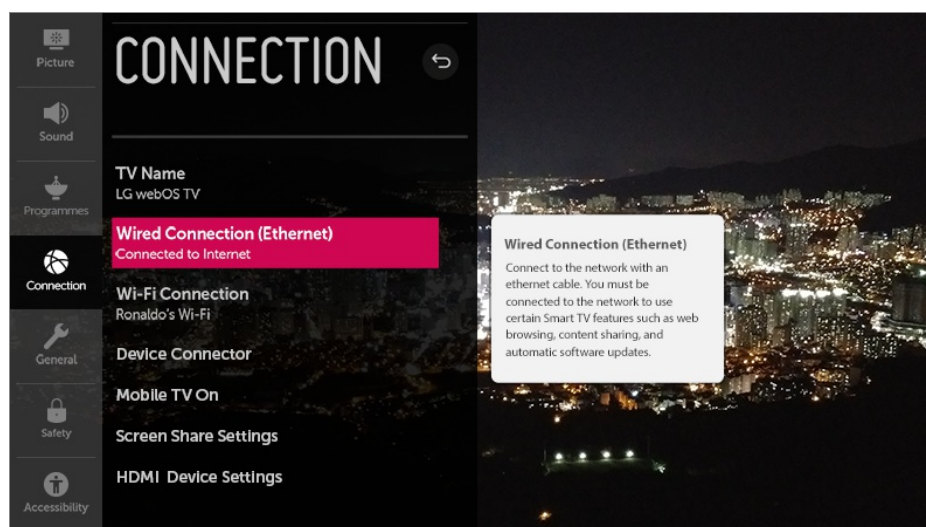 Picture
Sound
Programmes
Connection
General
Safety
Accessibility
CONNECTION
TV Name
LG webOS TV
Wired Connection (Ethernet)
Connected to Internet
Wi-Fi Connection
Ronaldo's Wi-Fi
Device Connector
Mobile TV On
Screen Share Settings
HDMI Device Settings
Wired Connection (Ethernet)
Connect to the network with an
ethernet cable. You must be
connected to the network to use
certain Smart TV features such as web
browsing, content sharing, and
automatic software updates.